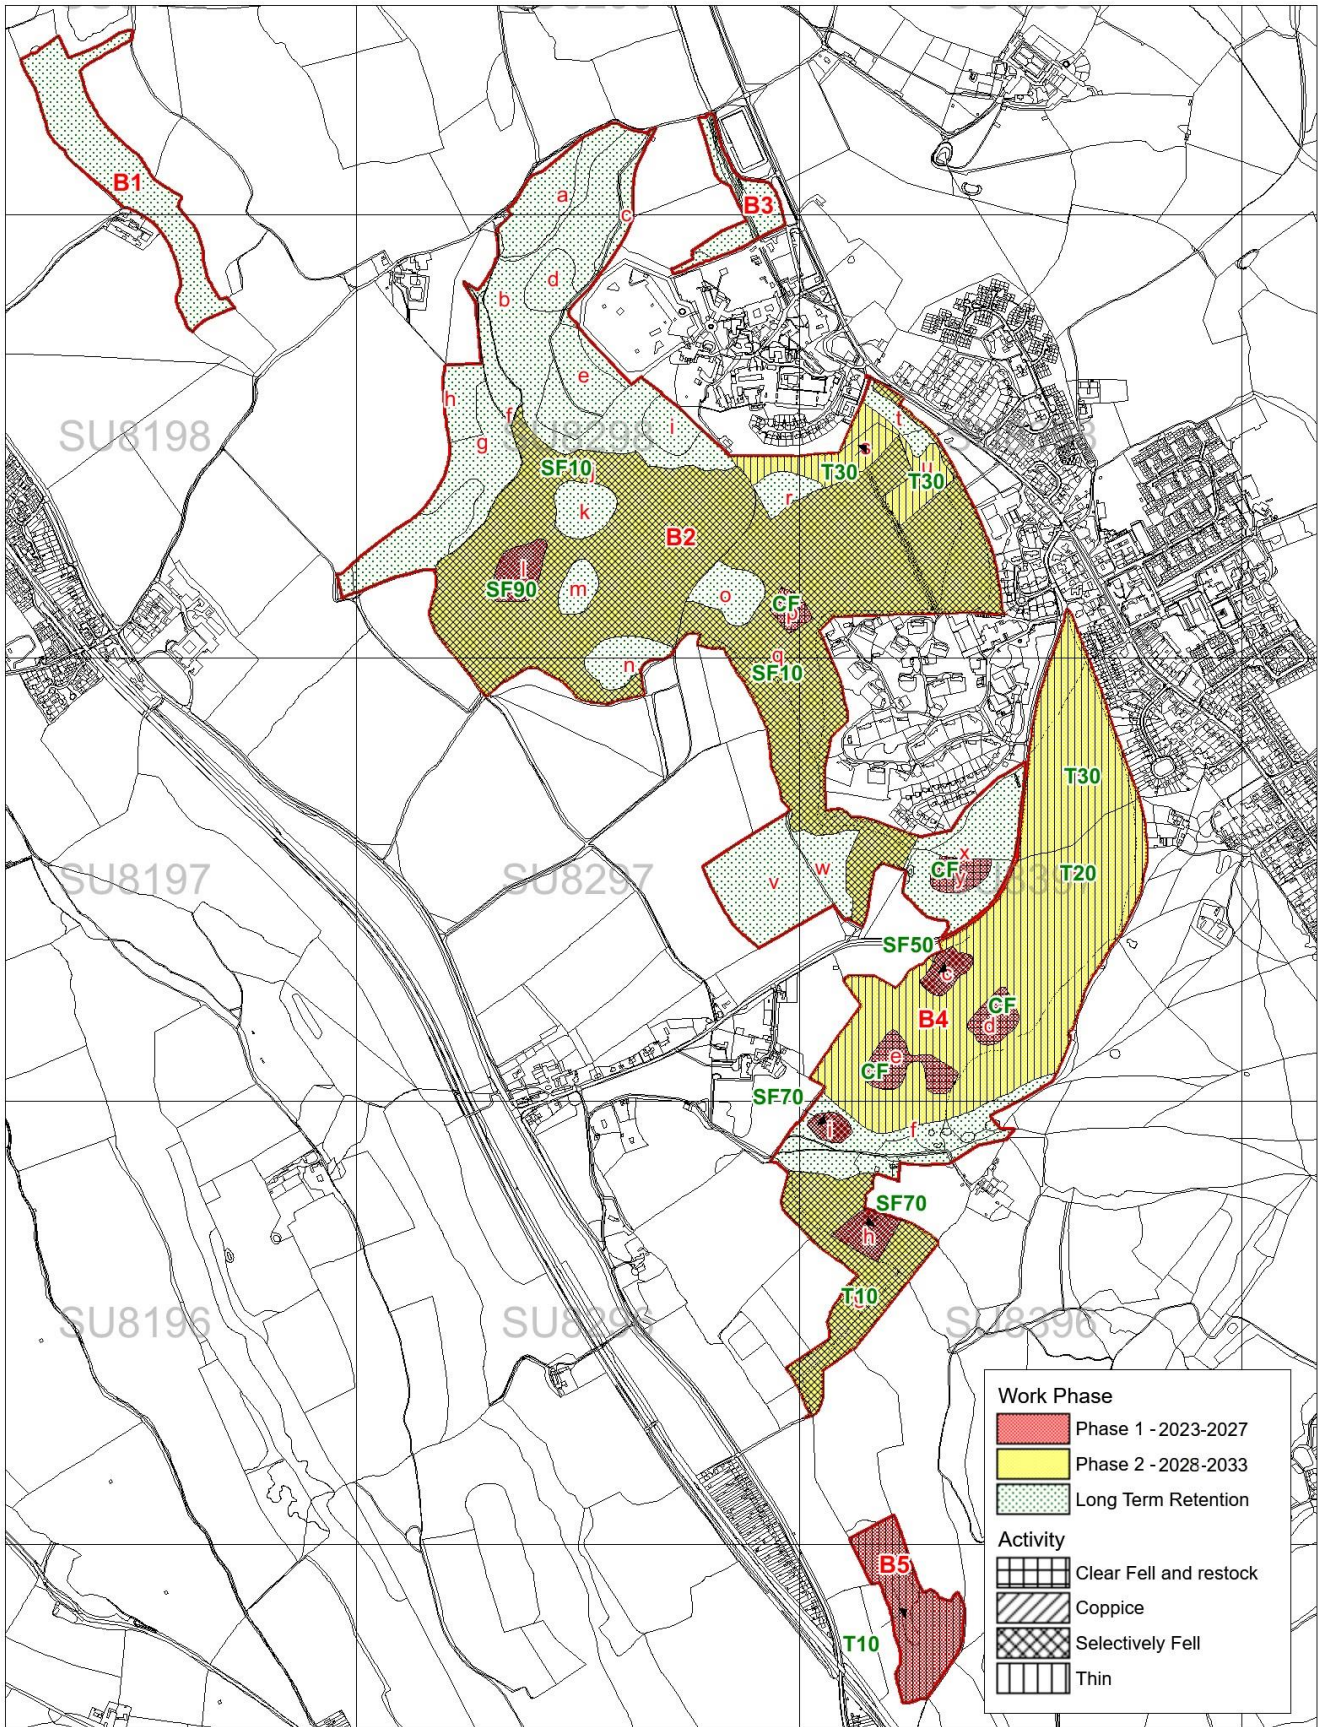 B1
B3
a
c
d
b
e
h
f
i
g
t
s
u
T30
T30
SU8198
SU8298
SF10
j
k
r
B2
l
SF90
m
o
CF
p
n
q
SF10
T30
SU8197
SU8297
v
w
x
CF
y
T20
SF50
c
CF
d
B4
e
CF
SF70
i
f
SF70
h
T10
SU8196
SU8296
SU8396
B5
T10
Work Phase
Phase 1 - 2023-2027
Phase 2 - 2028-2033
Long Term Retention
Activity
Clear Fell and restock
Coppice
Selectively Fell
Thin